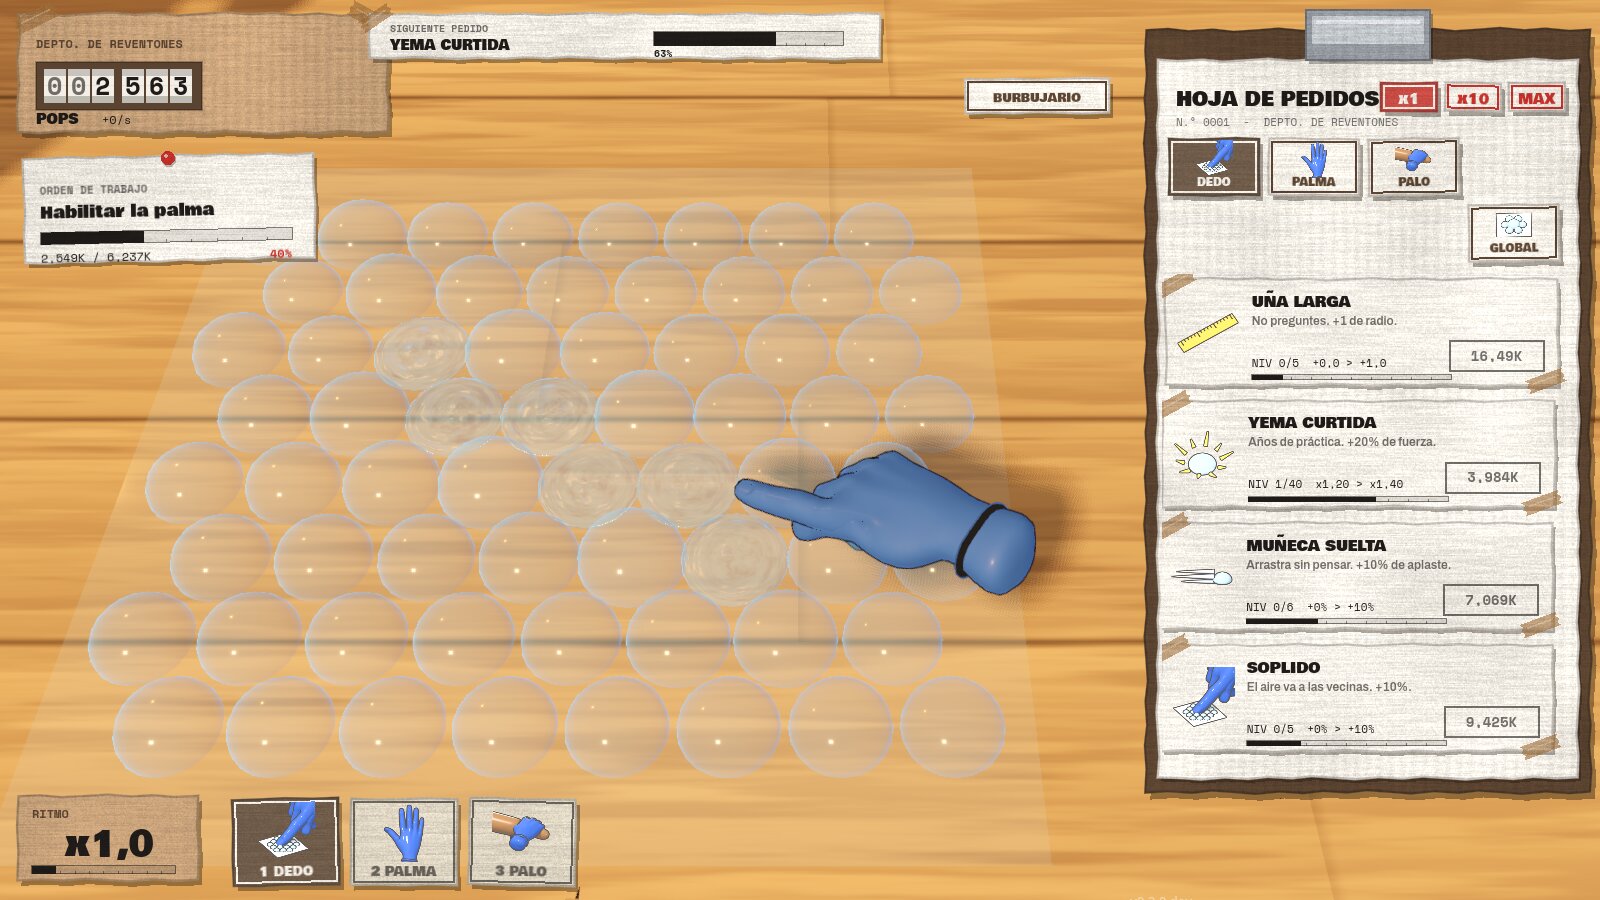 DEPTO. DE REVENTONES
002563
POPS +0/s
SIGUIENTE PEDIDO
YEMA CURTIDA
63%
BURBUJARIO
ORDEN DE TRABAJO
Habilitar la palma
2,549K / 6,237K 40%
HOJA DE PEDIDOS x1 x10 MAX
N.° 0001 - DEPTO. DE REVENTONES
DEDO PALMA PALO
GLOBAL
UÑA LARGA
No preguntes. +1 de radio.
NIV 0/5 +0,0 > +1,0
16,49K
YEMA CURTIDA
Años de práctica. +20% de fuerza.
NIV 1/40 x1,20 > x1,40
3,984K
MUÑECA SUELTA
Arrastra sin pensar. +10% de aplaste.
NIV 0/6 +0% > +10%
7,069K
SOPLIDO
El aire va a las vecinas. +10%.
NIV 0/5 +0% > +10%
9,425K
RITMO
x1,0
1 DEDO 2 PALMA 3 PALO